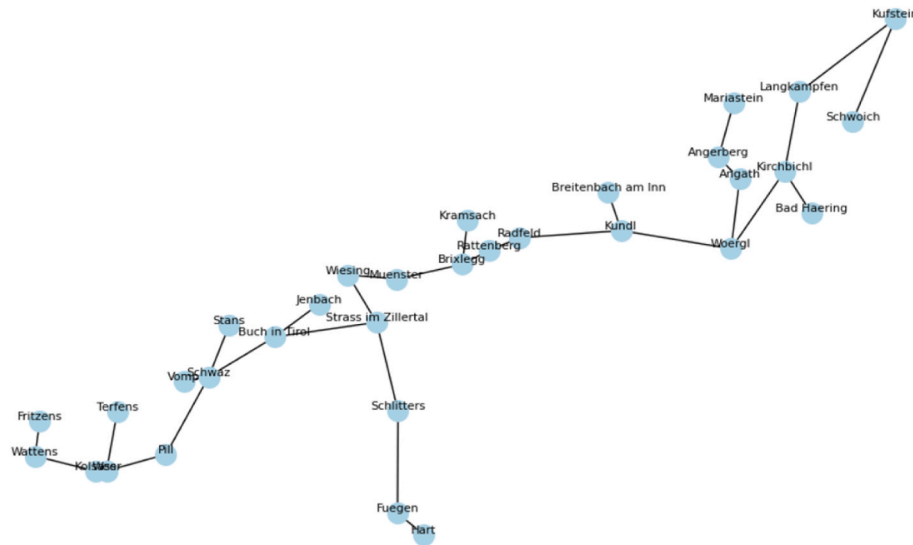 Kufstein
Langkampfen
Mariastein
Schwoich
Angerberg
Kirchbichl
Angath
Breitenbach am Inn
Bad Haering
Kramsach
Kundl
Radfeld
Woergl
Rattenberg
Brixlegg
Wiesing
Muenster
Jenbach
Stans
Strass im Zillertal
Buch in Tirol
Schwaz
Vomp
Schlitters
Terfens
Fritzens
Pill
Wattens
Fuegen
Hart